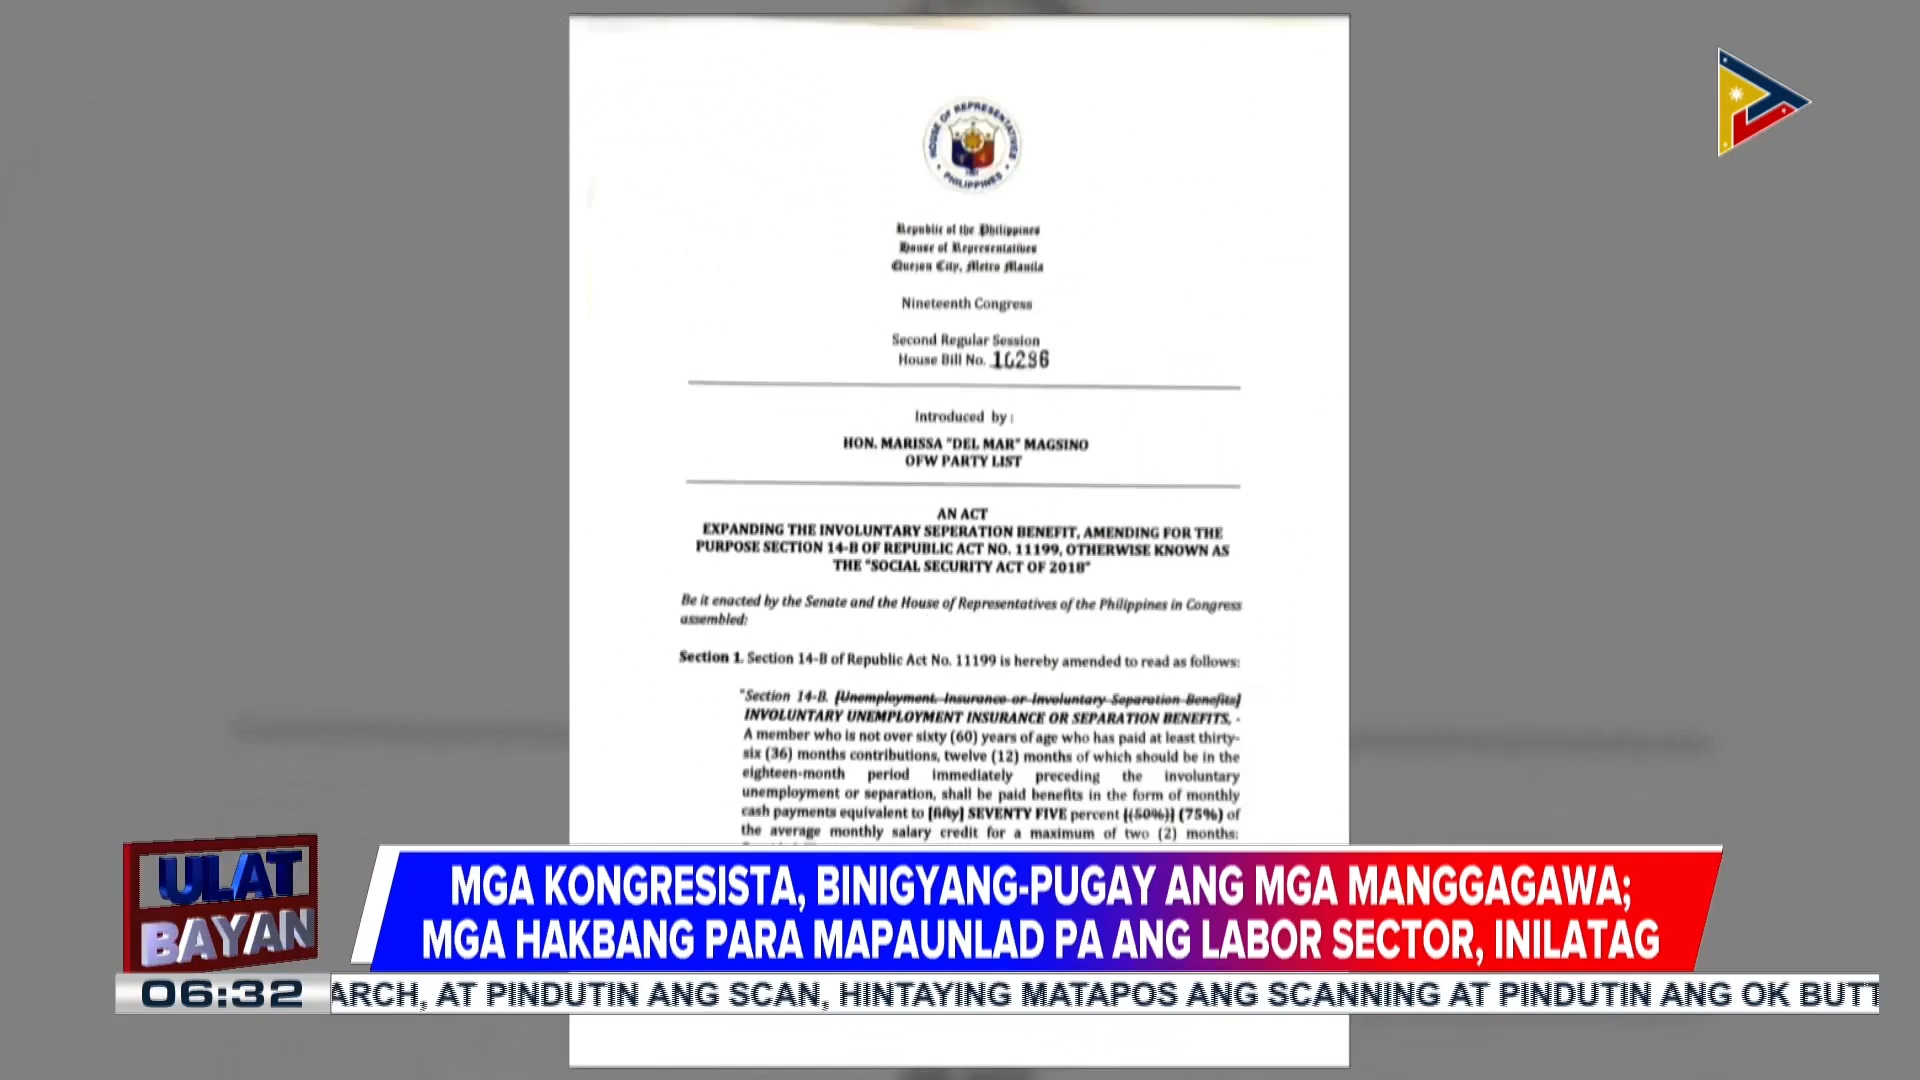 HOUSE OF REPRESENTATIVES
PHILIPPINES
Republic of the Philippines
House of Representatives
Quezon City, Metro Manila
Nineteenth Congress
Second Regular Session
House Bill No. 10286
Introduced by :
HON. MARISSA "DEL MAR" MAGSINO
OFW PARTY LIST
AN ACT
EXPANDING THE INVOLUNTARY SEPERATION BENEFIT, AMENDING FOR THE
PURPOSE SECTION 14-B OF REPUBLIC ACT NO. 11199, OTHERWISE KNOWN AS
THE "SOCIAL SECURITY ACT OF 2018"
Be it enacted by the Senate and the House of Representatives of the Philippines in Congress
assembled:
Section 1. Section 14-B of Republic Act No. 11199 is hereby amended to read as follows:
"Section 14-B. [Unemployment Insurance or Involuntary Separation Benefits]
INVOLUNTARY UNEMPLOYMENT INSURANCE OR SEPARATION BENEFITS, -
A member who is not over sixty (60) years of age who has paid at least thirty-
six (36) months contributions, twelve (12) months of which should be in the
eighteen-month period immediately preceding the involuntary
unemployment or separation, shall be paid benefits in the form of monthly
cash payments equivalent to [fifty] SEVENTY FIVE percent [(50%)] (75%) of
the average monthly salary credit for a maximum of two (2) months:
ULAT
BAYAN
MGA KONGRESISTA, BINIGYANG-PUGAY ANG MGA MANGGAGAWA;
MGA HAKBANG PARA MAPAUNLAD PA ANG LABOR SECTOR, INILATAG
06:32
ARCH, AT PINDUTIN ANG SCAN, HINTAYING MATAPOS ANG SCANNING AT PINDUTIN ANG OK BUTT